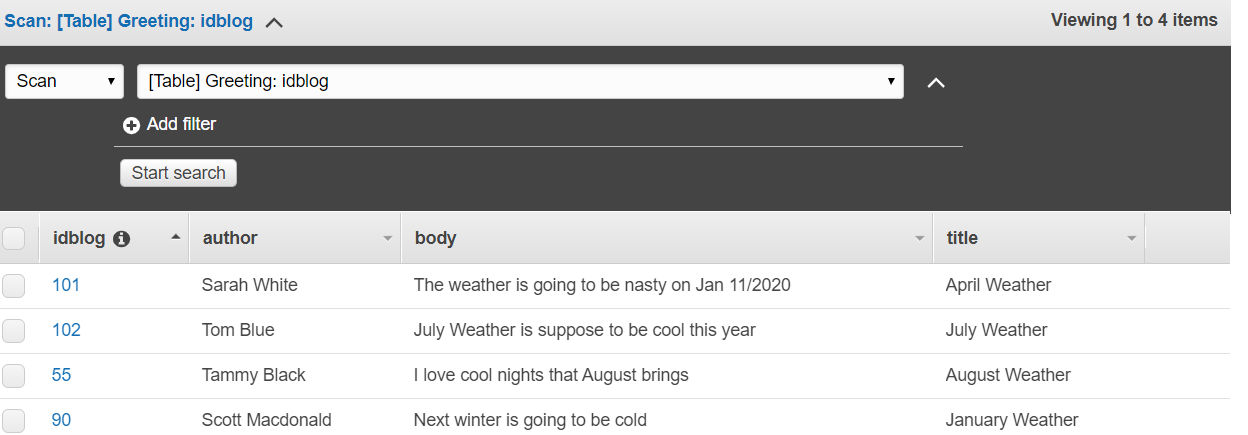 Scan: [Table] Greeting: idblog Viewing 1 to 4 items
Scan [Table] Greeting: idblog
Add filter
Start search
idblog author body title
101 Sarah White The weather is going to be nasty on Jan 11/2020 April Weather
102 Tom Blue July Weather is suppose to be cool this year July Weather
55 Tammy Black I love cool nights that August brings August Weather
90 Scott Macdonald Next winter is going to be cold January Weather